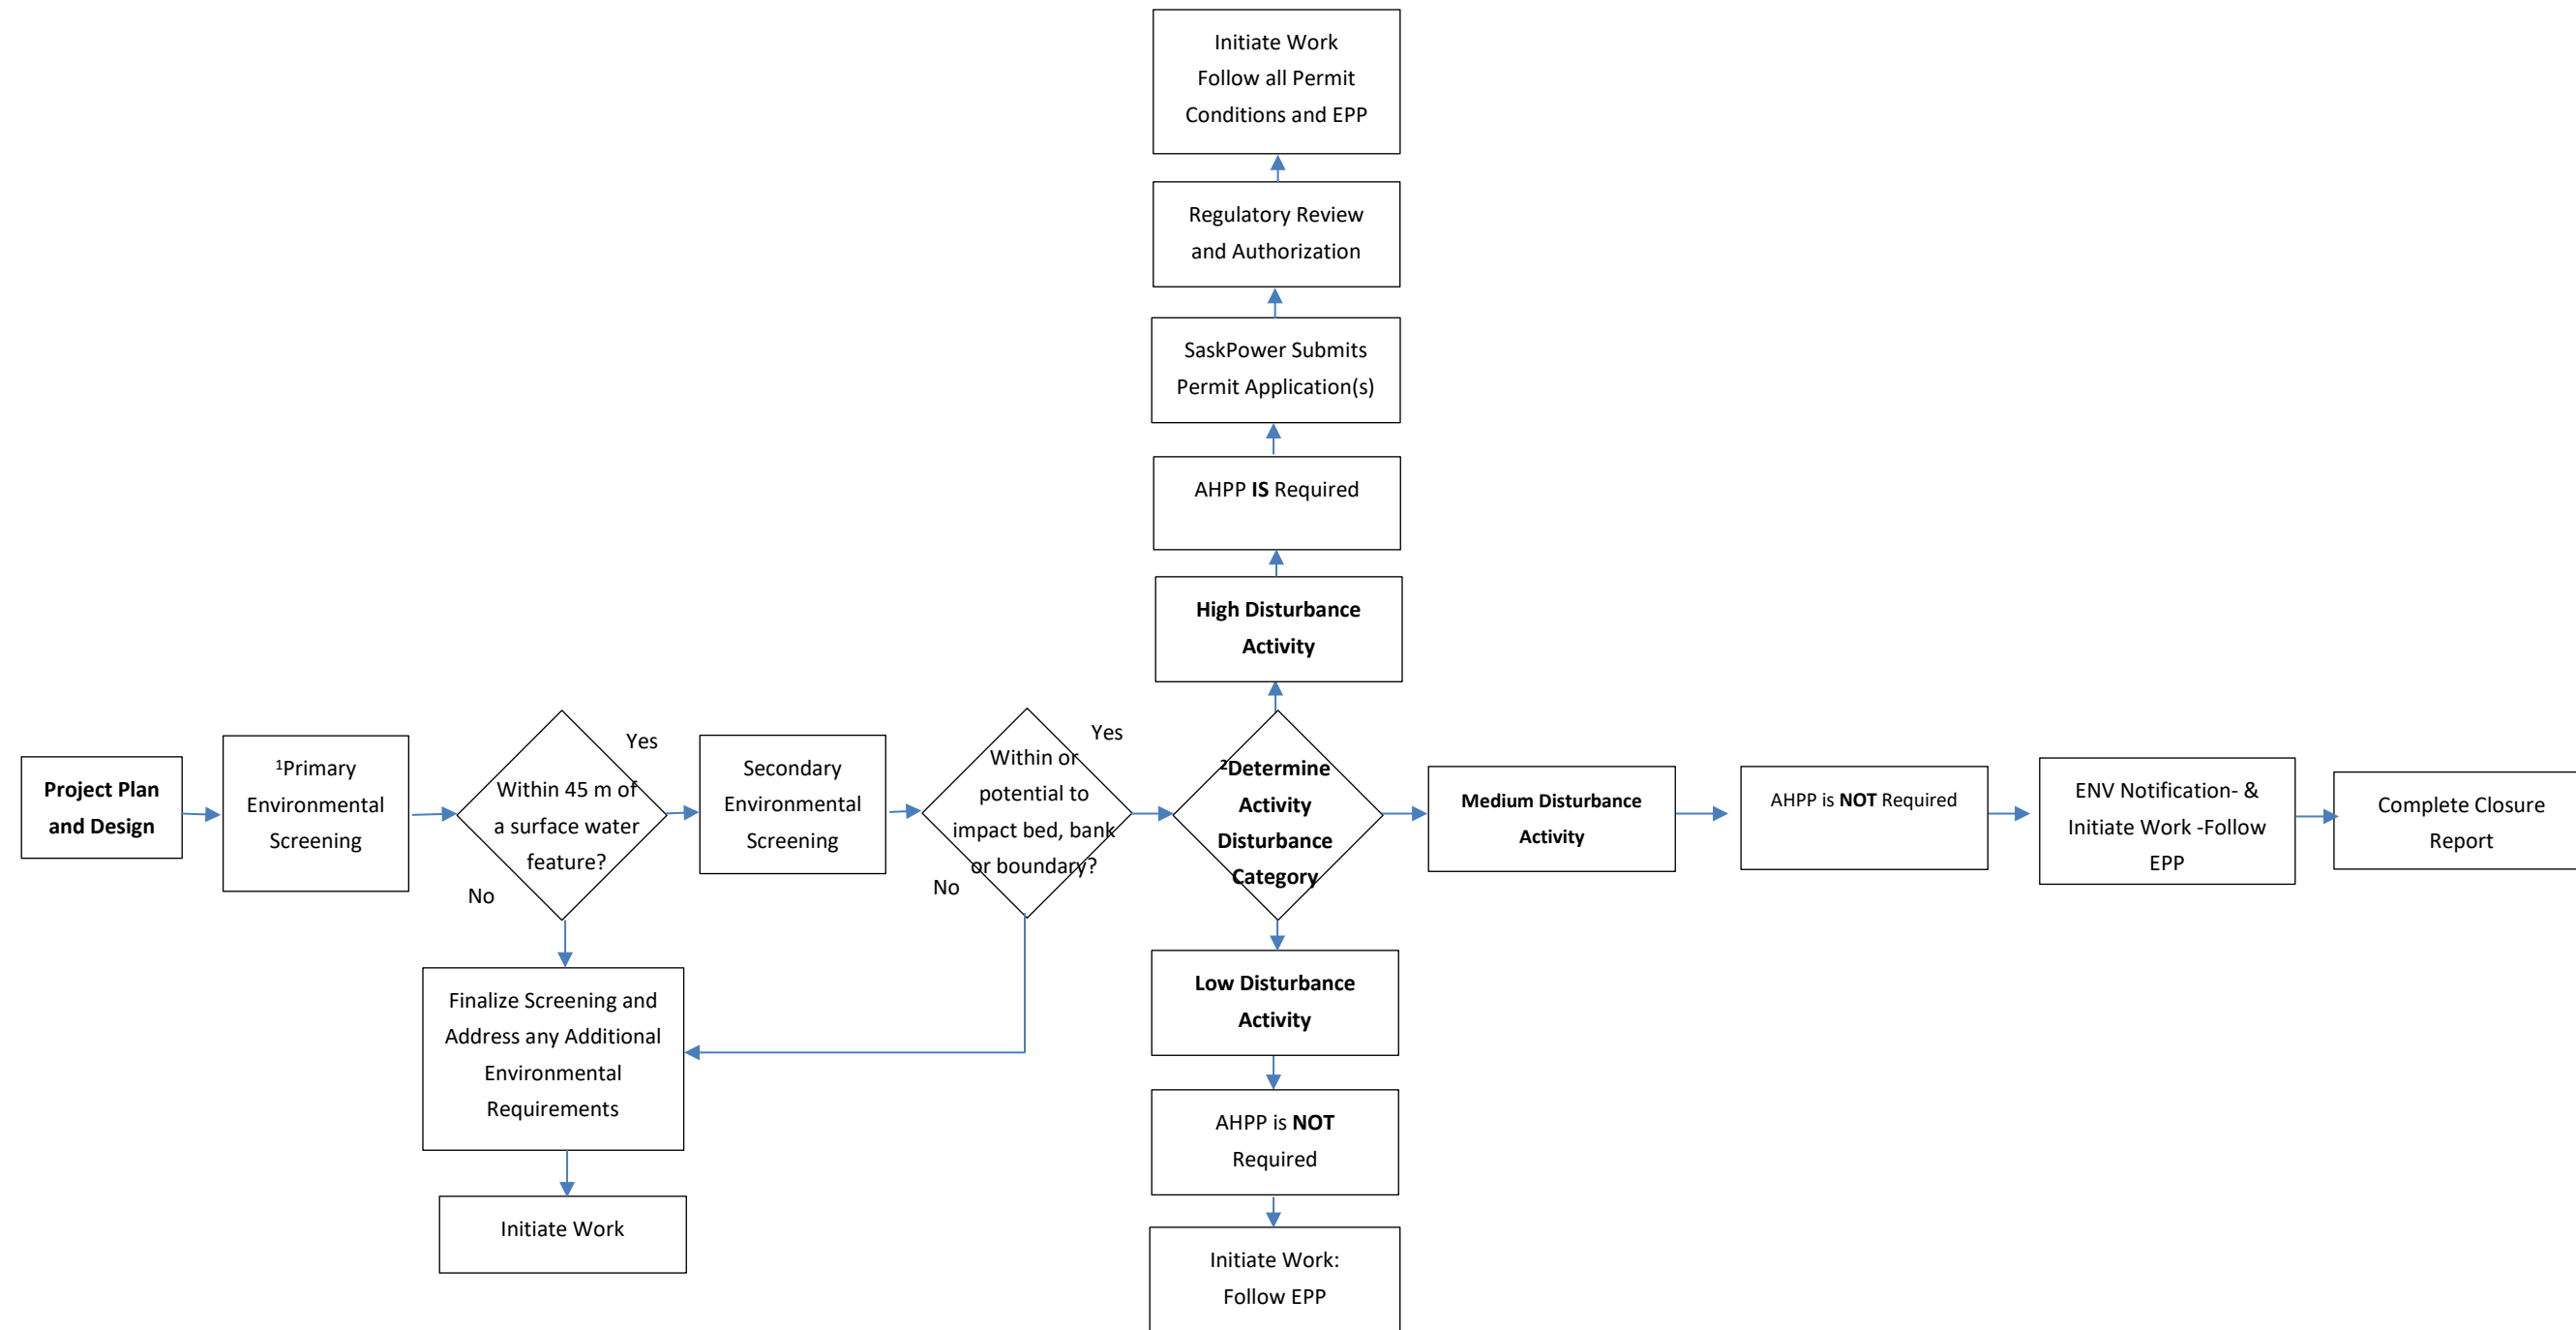 Initiate Work
Follow all Permit
Conditions and EPP
Regulatory Review
and Authorization
SaskPower Submits
Permit Application(s)
AHPP IS Required
High Disturbance
Activity
Project Plan
and Design
¹Primary
Environmental
Screening
Yes
Within 45 m of
a surface water
feature?
No
Secondary
Environmental
Screening
Yes
Within or
potential to
impact bed, bank
or boundary?
No
²Determine
Activity
Disturbance
Category
Medium Disturbance
Activity
AHPP is NOT Required
ENV Notification- &
Initiate Work -Follow
EPP
Complete Closure
Report
Finalize Screening and
Address any Additional
Environmental
Requirements
Initiate Work
Low Disturbance
Activity
AHPP is NOT
Required
Initiate Work:
Follow EPP